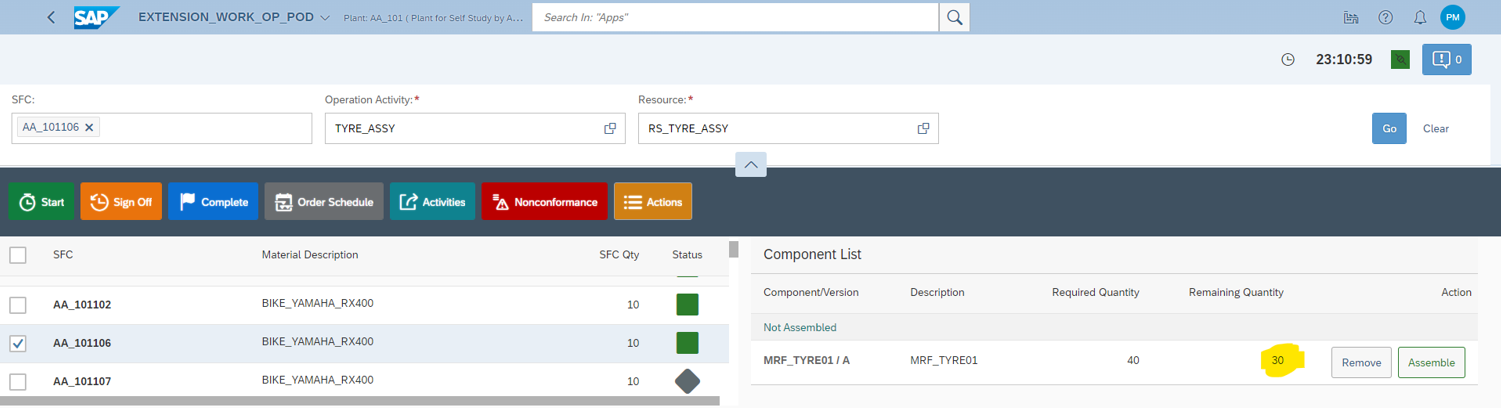 SAP EXTENSION_WORK_OP_POD Plant: AA_101 ( Plant for Self Study by A... Search In: "Apps" PM
23:10:59 0
SFC: Operation Activity:* Resource:*
AA_101106 TYRE_ASSY RS_TYRE_ASSY Go Clear
Start Sign Off Complete Order Schedule Activities Nonconformance Actions
SFC Material Description SFC Qty Status
AA_101102 BIKE_YAMAHA_RX400 10
AA_101106 BIKE_YAMAHA_RX400 10
AA_101107 BIKE_YAMAHA_RX400 10
Component List
Component/Version Description Required Quantity Remaining Quantity Action
Not Assembled
MRF_TYRE01 / A MRF_TYRE01 40 30 Remove Assemble